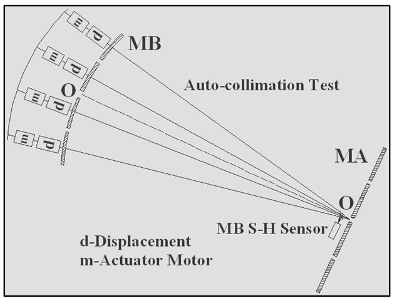 m d
MB
m d
Auto-collimation Test
O
m d
MA
m d
O
MB S-H Sensor
d-Displacement
m-Actuator Motor